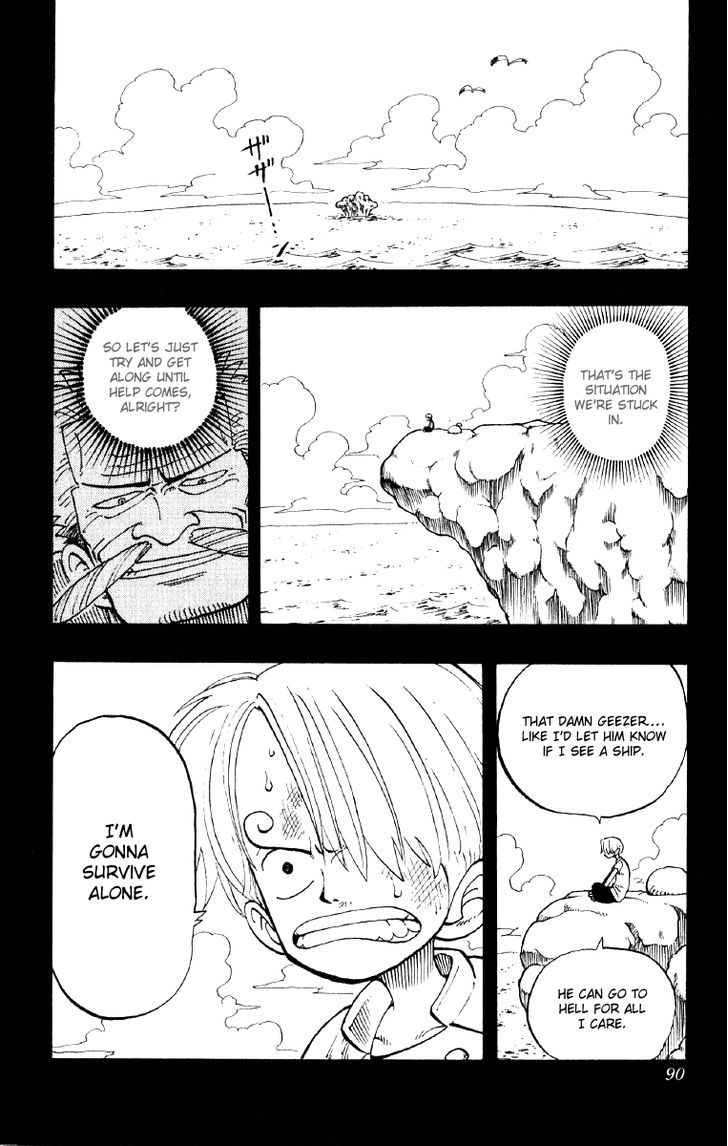 ザザ
THAT'S THE
SITUATION
WE'RE STUCK
IN.
SO LET'S JUST
TRY AND GET
ALONG UNTIL
HELP COMES,
ALRIGHT?
THAT DAMN GEEZER....
LIKE I'D LET HIM KNOW
IF I SEE A SHIP.
HE CAN GO TO
HELL FOR ALL
I CARE.
I'M
GONNA
SURVIVE
ALONE.
90